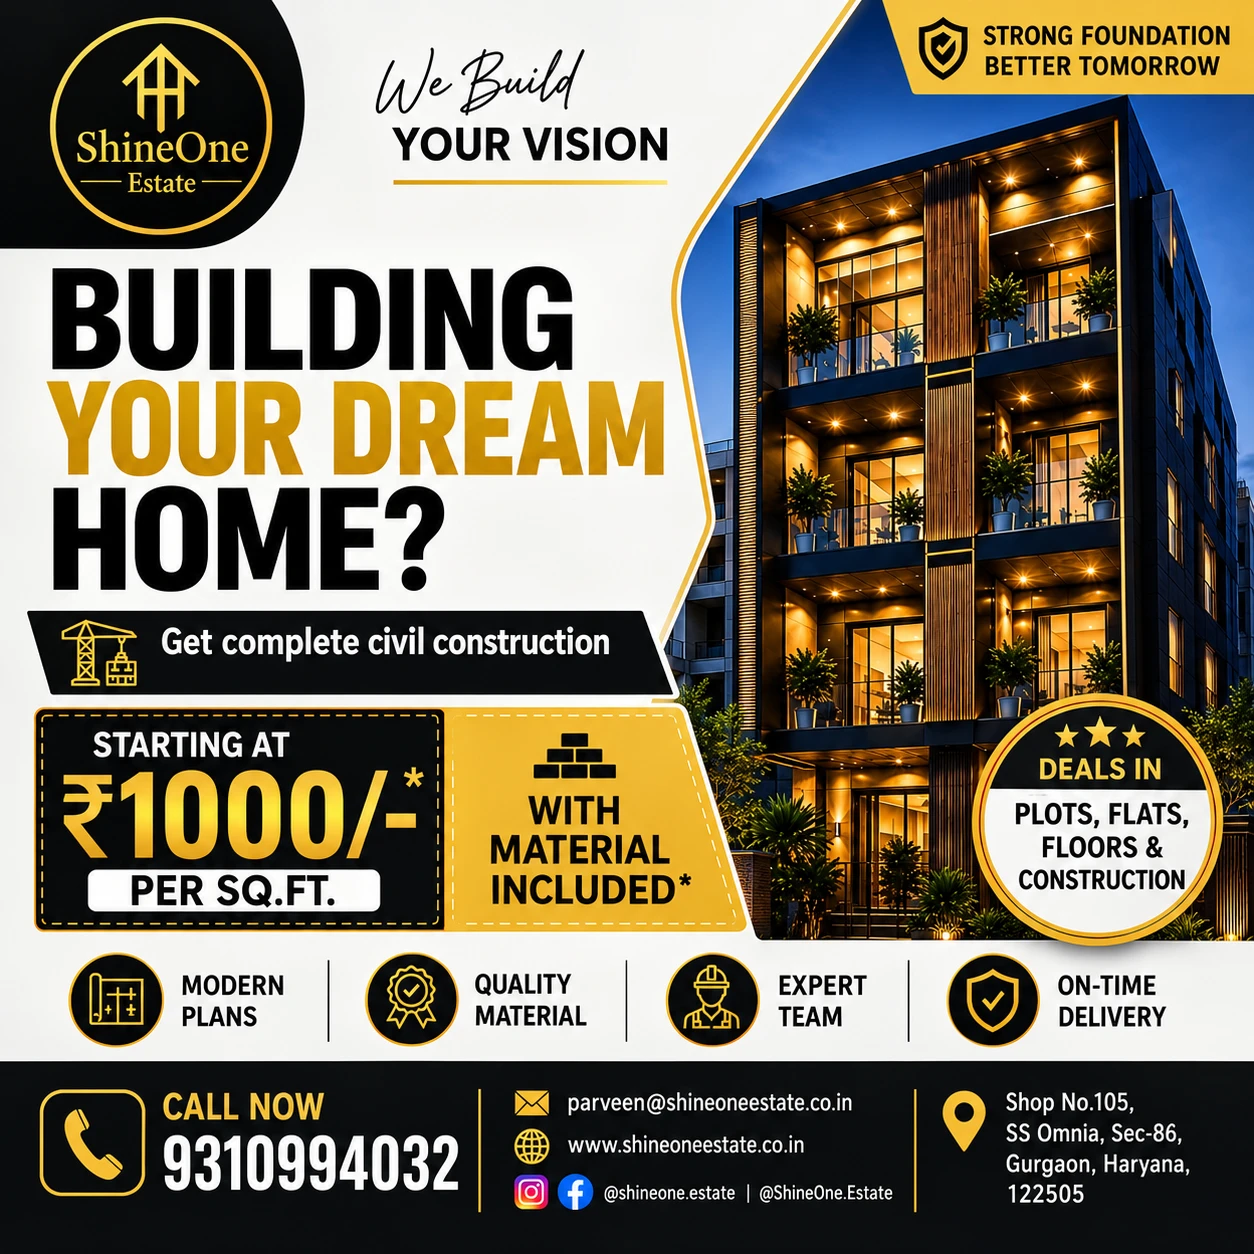 ShineOne
Estate
We Build
YOUR VISION
STRONG FOUNDATION
BETTER TOMORROW
BUILDING
YOUR DREAM
HOME?
Get complete civil construction
STARTING AT
₹1000/-*
PER SQ.FT.
WITH
MATERIAL
INCLUDED*
DEALS IN
PLOTS, FLATS,
FLOORS &
CONSTRUCTION
MODERN
PLANS
QUALITY
MATERIAL
EXPERT
TEAM
ON-TIME
DELIVERY
CALL NOW
9310994032
parveen@shineoneestate.co.in
www.shineoneestate.co.in
@shineone.estate | @ShineOne.Estate
Shop No.105,
SS Omnia, Sec-86,
Gurgaon, Haryana,
122505